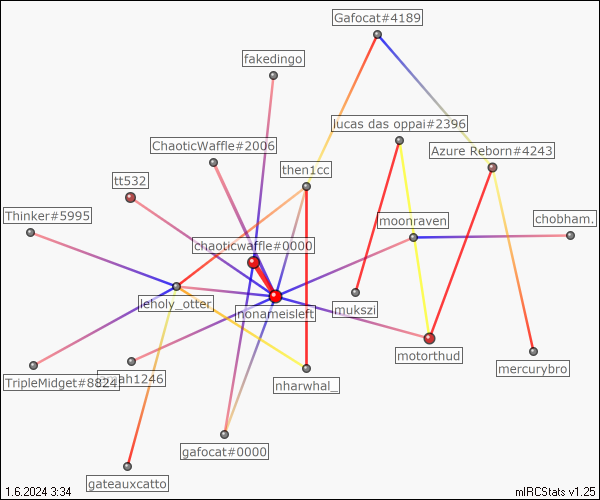 Gafocat#4189
fakedingo
lucas das oppai#2396
ChaoticWaffle#2006
Azure Reborn#4243
then1cc
tt532
Thinker#5995
moonraven
chobham.
chaoticwaffle#0000
leholy_otter
nonameisleft
mukszi
motorthud
mercurybro
TripleMidget#8824
nharwhal_
gafocat#0000
gateauxcatto
1.6.2024 3:34
mIRCStats v1.25